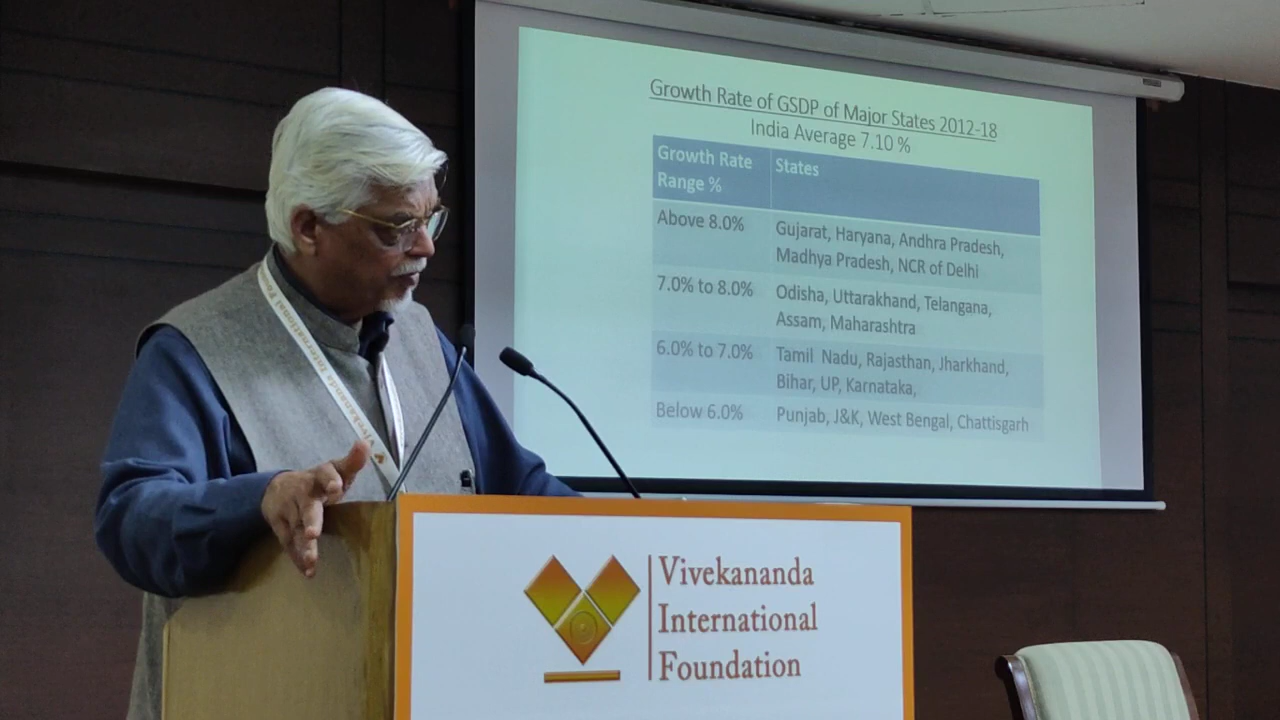 Growth Rate of GSDP of Major States 2012-18
India Average 7.10 %
Growth Rate Range %
States
Above 8.0%
Gujarat, Haryana, Andhra Pradesh,
Madhya Pradesh, NCR of Delhi
7.0% to 8.0%
Odisha, Uttarakhand, Telangana,
Assam, Maharashtra
6.0% to 7.0%
Tamil Nadu, Rajasthan, Jharkhand,
Bihar, UP, Karnataka,
Below 6.0%
Punjab, J&K, West Bengal, Chattisgarh
Vivekananda International Fou
Vivekananda
International
Foundation